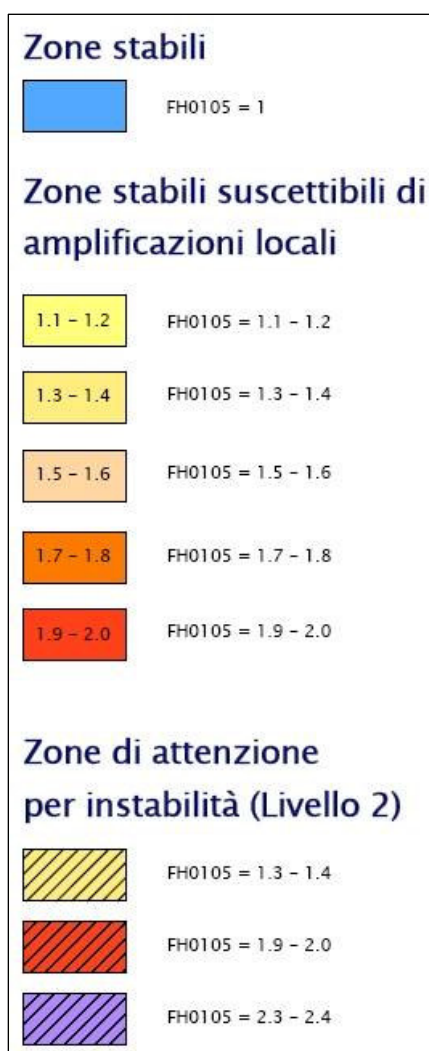 Zone stabili
FH0105 = 1
Zone stabili suscettibili di
amplificazioni locali
1.1 – 1.2 FH0105 = 1.1 – 1.2
1.3 – 1.4 FH0105 = 1.3 – 1.4
1.5 – 1.6 FH0105 = 1.5 – 1.6
1.7 – 1.8 FH0105 = 1.7 – 1.8
1.9 – 2.0 FH0105 = 1.9 – 2.0
Zone di attenzione
per instabilità (Livello 2)
FH0105 = 1.3 – 1.4
FH0105 = 1.9 – 2.0
FH0105 = 2.3 – 2.4